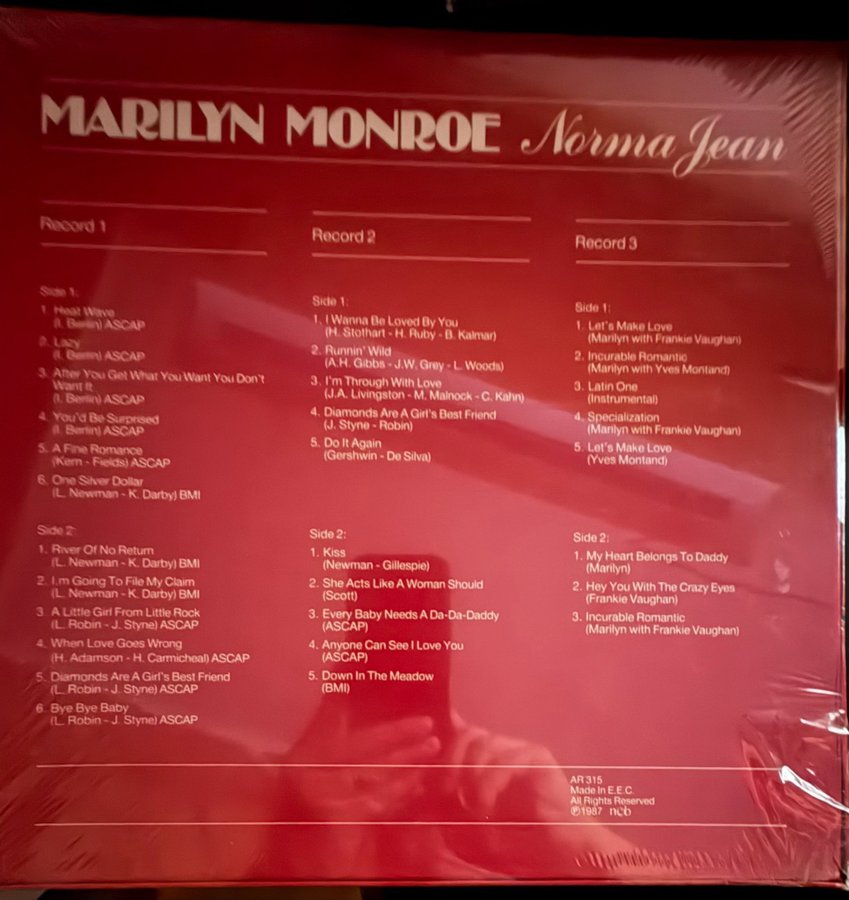 MARILYN MONROE Norma Jean
Record 1
Side 1:
1. Heat Wave
(I. Berlin) ASCAP
2. Lazy
(I. Berlin) ASCAP
3. After You Get What You Want You Don't
Want It
(I. Berlin) ASCAP
4. You'd Be Surprised
(I. Berlin) ASCAP
5. A Fine Romance
(Kern - Fields) ASCAP
6. One Silver Dollar
(L. Newman - K. Darby) BMI
Side 2:
1. River Of No Return
(L. Newman - K. Darby) BMI
2. I.m Going To File My Claim
(L. Newman - K. Darby) BMI
3 A Little Girl From Little Rock
(L. Robin - J. Styne) ASCAP
4. When Love Goes Wrong
(H. Adamson - H. Carmicheal) ASCAP
5. Diamonds Are A Girl's Best Friend
(L. Robin - J. Styne) ASCAP
6. Bye Bye Baby
(L. Robin - J. Styne) ASCAP
Record 2
Side 1:
1. I Wanna Be Loved By You
(H. Stothart - H. Ruby - B. Kalmar)
2. Runnin' Wild
(A.H. Gibbs - J.W. Grey - L. Woods)
3. I'm Through With Love
(J.A. Livingston - M. Malnock - C. Kahn)
4. Diamonds Are A Girl's Best Friend
(J. Styne - Robin)
5. Do It Again
(Gershwin - De Silva)
Side 2:
1. Kiss
(Newman - Gillespie)
2. She Acts Like A Woman Should
(Scott)
3. Every Baby Needs A Da-Da-Daddy
(ASCAP)
4. Anyone Can See I Love You
(ASCAP)
5. Down In The Meadow
(BMI)
Record 3
Side 1:
1. Let's Make Love
(Marilyn with Frankie Vaughan)
2. Incurable Romantic
(Marilyn with Yves Montand)
3. Latin One
(Instrumental)
4. Specialization
(Marilyn with Frankie Vaughan)
5. Let's Make Love
(Yves Montand)
Side 2:
1. My Heart Belongs To Daddy
(Marilyn)
2. Hey You With The Crazy Eyes
(Frankie Vaughan)
3. Incurable Romantic
(Marilyn with Frankie Vaughan)
AR 315
Made In E.E.C.
All Rights Reserved
℗1987 ncb